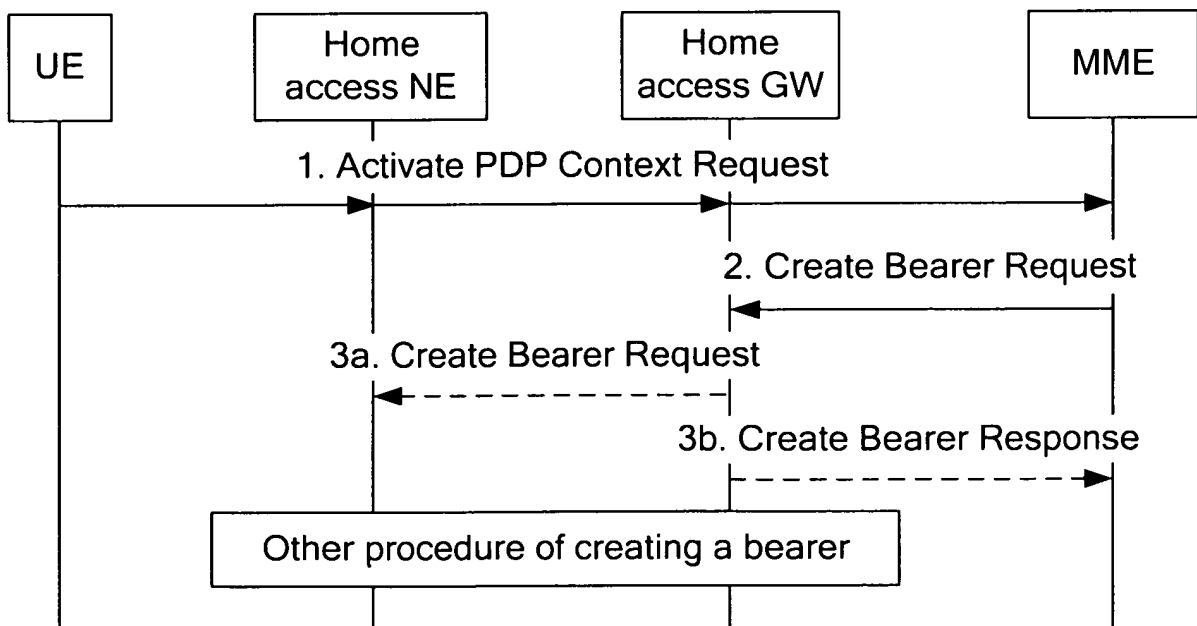 UE
Home
access NE
Home
access GW
MME
1. Activate PDP Context Request
2. Create Bearer Request
3a. Create Bearer Request
3b. Create Bearer Response
Other procedure of creating a bearer